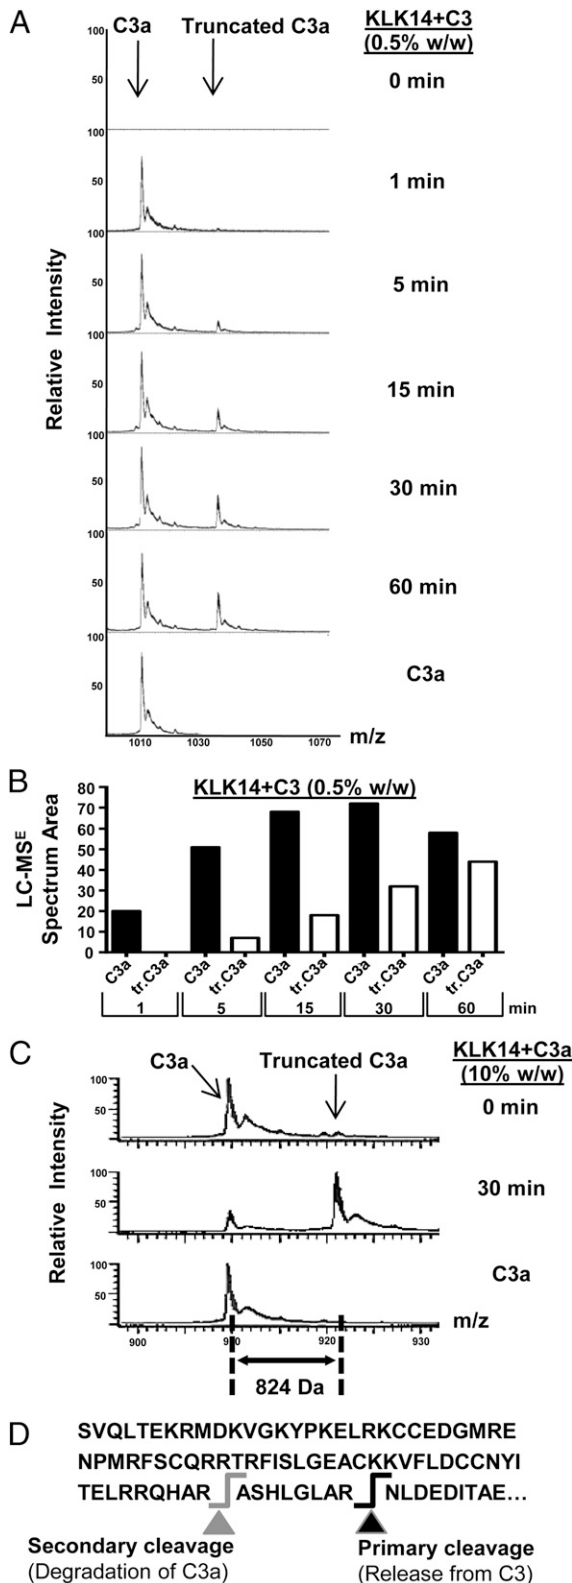 A
C3a
Truncated C3a
KLK14+C3
(0.5% w/w)
0 min
1 min
5 min
15 min
30 min
60 min
C3a
Relative Intensity
100
50
100
50
100
50
100
50
100
50
100
50
100
50
1010 1030 1050 1070
m/z
B
KLK14+C3 (0.5% w/w)
LC-MSᴱ
Spectrum Area
80
70
60
50
40
30
20
10
0
C3a tr.C3a C3a tr.C3a C3a tr.C3a C3a tr.C3a C3a tr.C3a
1 5 15 30 60 min
C
C3a
Truncated C3a
KLK14+C3a
(10% w/w)
0 min
30 min
C3a
Relative Intensity
100
50
100
50
100
50
900 910 920 930
m/z
824 Da
D
SVQLTEKRMDKVGKYPKELRKCCEDGMRE
NPMRFSCQRRTRFISLGEACKKVFLDCCNYI
TELRRQHAR ASHLGLAR NLDEDITAE...
Secondary cleavage
(Degradation of C3a)
Primary cleavage
(Release from C3)